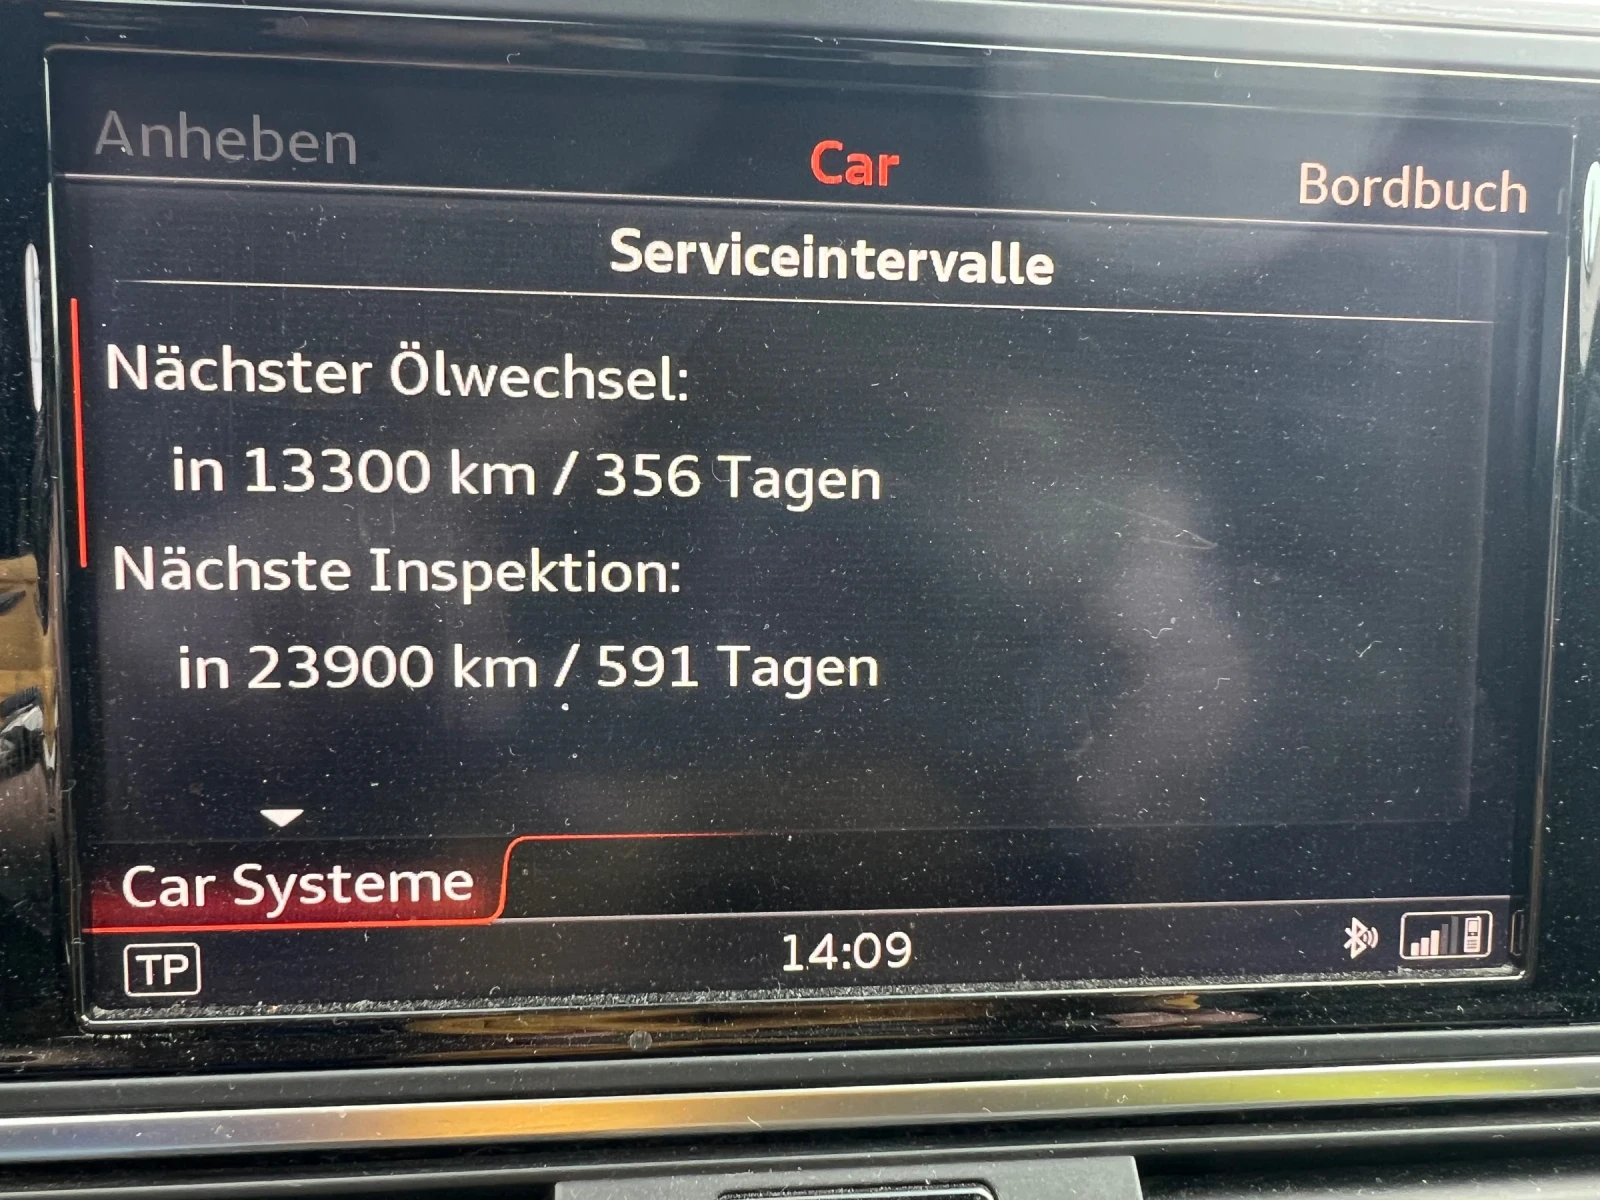 Anheben
Car
Bordbuch
Serviceintervalle
Nächster Ölwechsel:
in 13300 km / 356 Tagen
Nächste Inspektion:
in 23900 km / 591 Tagen
Car Systeme
TP
14:09